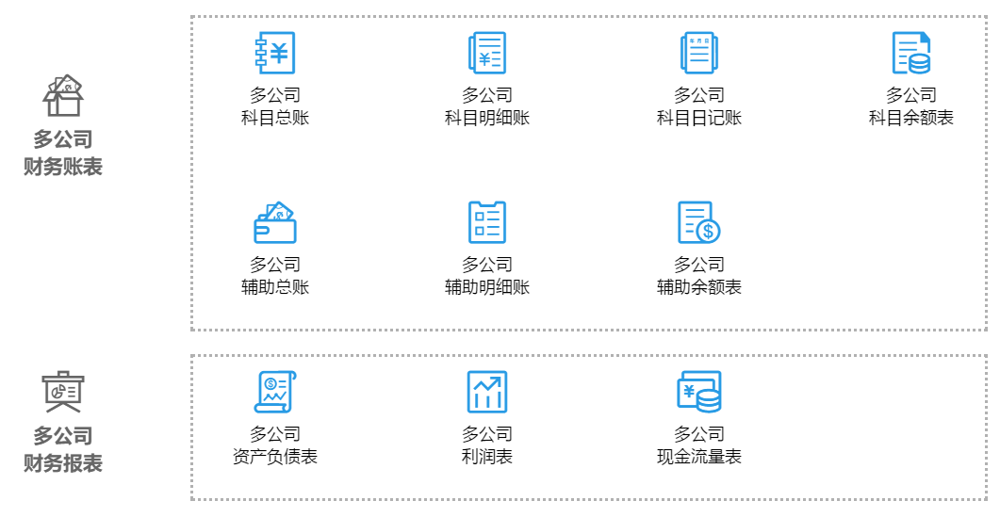 多公司
财务账表
多公司
科目总账
多公司
科目明细账
多公司
科目日记账
多公司
科目余额表
多公司
辅助总账
多公司
辅助明细账
多公司
辅助余额表
多公司
财务报表
多公司
资产负债表
多公司
利润表
多公司
现金流量表